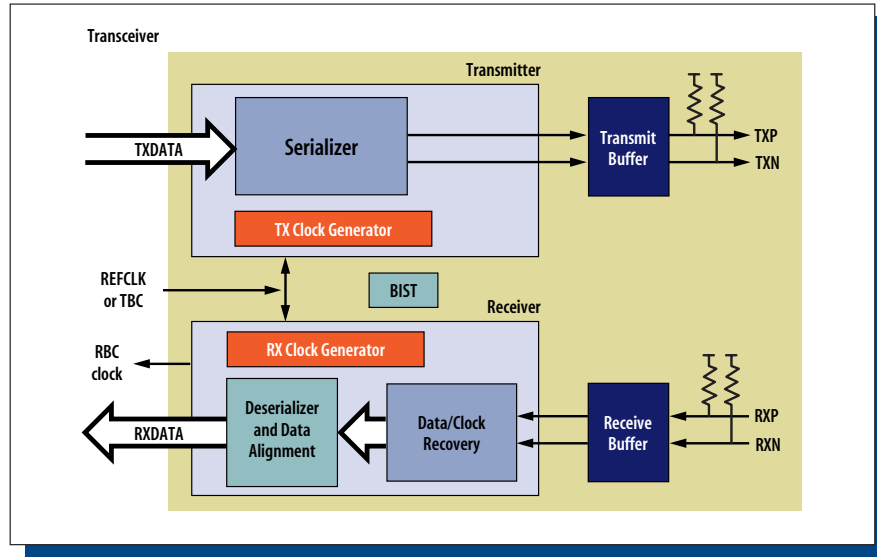 Transceiver
Transmitter
TXDATA
Serializer
Transmit
Buffer
TXP
TXN
TX Clock Generator
REFCLK
or TBC
BIST
Receiver
RX Clock Generator
RBC
clock
RXDATA
Deserializer
and Data
Alignment
Data/Clock
Recovery
Receive
Buffer
RXP
RXN